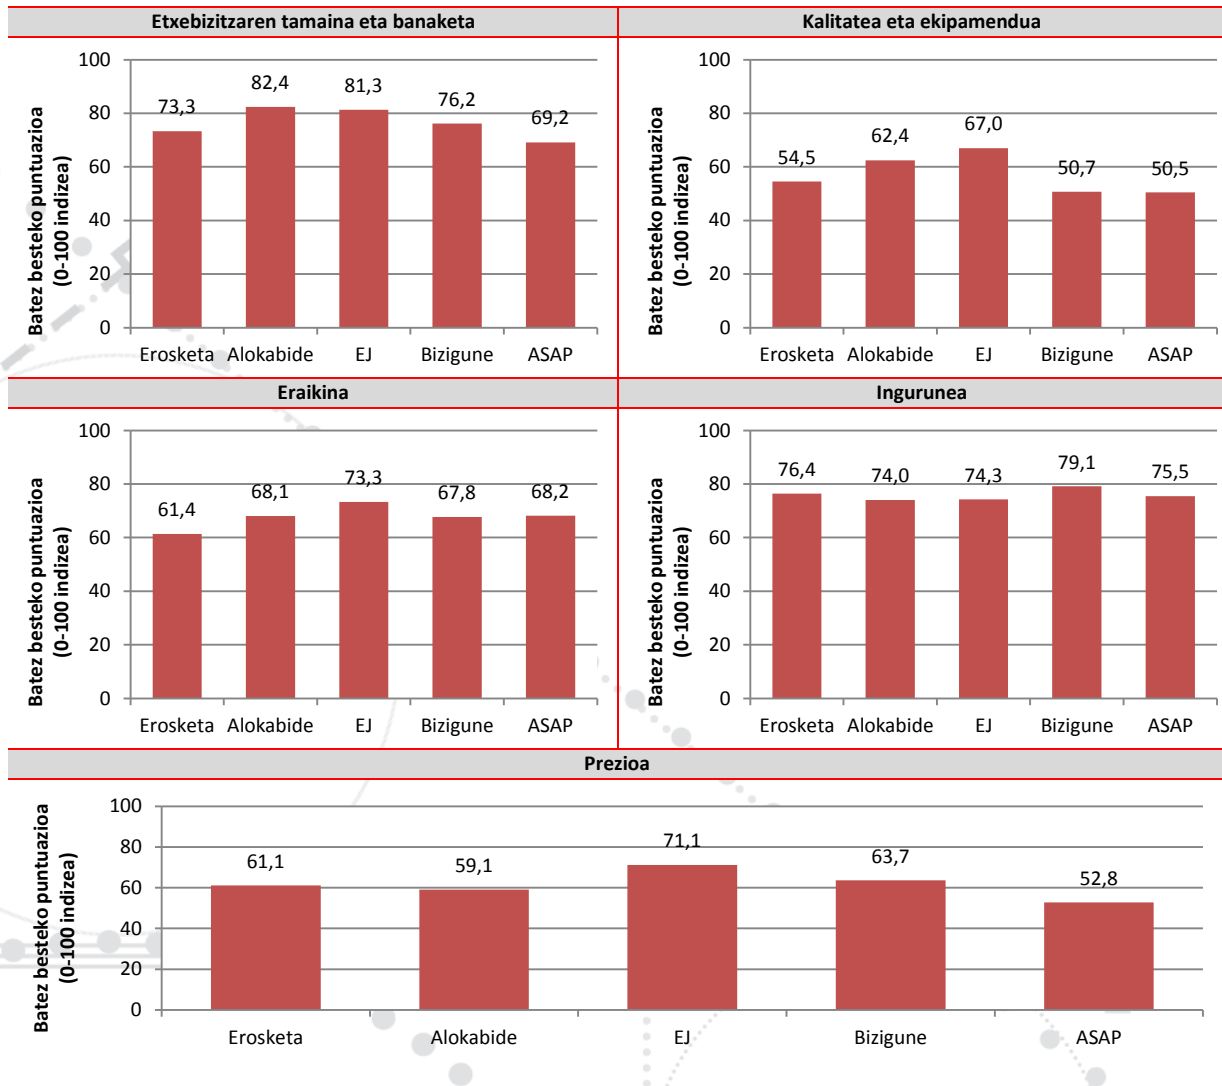 Etxebizitzaren tamaina eta banaketa
Batez besteko puntuazioa
(0-100 indizea)
100
80
60
40
20
0
73,3
82,4
81,3
76,2
69,2
Erosketa Alokabide EJ Bizigune ASAP
Kalitatea eta ekipamendua
Batez besteko puntuazioa
(0-100 indizea)
100
80
60
40
20
0
54,5
62,4
67,0
50,7
50,5
Erosketa Alokabide EJ Bizigune ASAP
Eraikina
Batez besteko puntuazioa
(0-100 indizea)
100
80
60
40
20
0
61,4
68,1
73,3
67,8
68,2
Erosketa Alokabide EJ Bizigune ASAP
Ingurunea
Batez besteko puntuazioa
(0-100 indizea)
100
80
60
40
20
0
76,4
74,0
74,3
79,1
75,5
Erosketa Alokabide EJ Bizigune ASAP
Prezioa
Batez besteko puntuazioa
(0-100 indizea)
100
80
60
40
20
0
61,1
59,1
71,1
63,7
52,8
Erosketa Alokabide EJ Bizigune ASAP